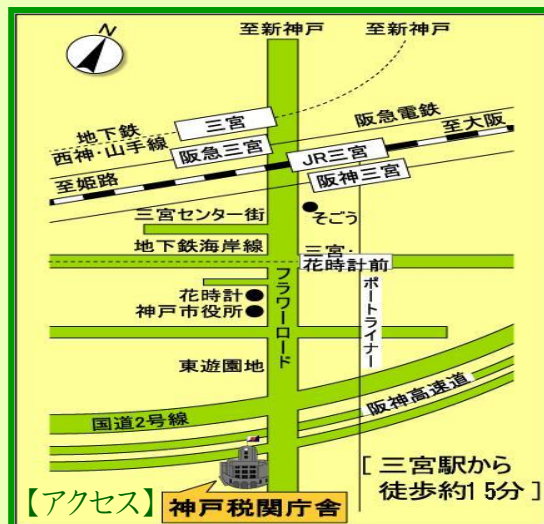 N
至新神戸
至新神戸
地下鉄
西神・山手線
三宮
阪急電鉄
至大阪
阪急三宮
JR三宮
至姫路
阪神三宮
三宮センター街
そごう
地下鉄海岸線
三宮・
花時計前
花時計
神戸市役所
フラワーロード
ポートライナー
東遊園地
国道2号線
阪神高速道
[ 三宮駅から
徒歩約15分 ]
【アクセス】
神戸税関庁舎